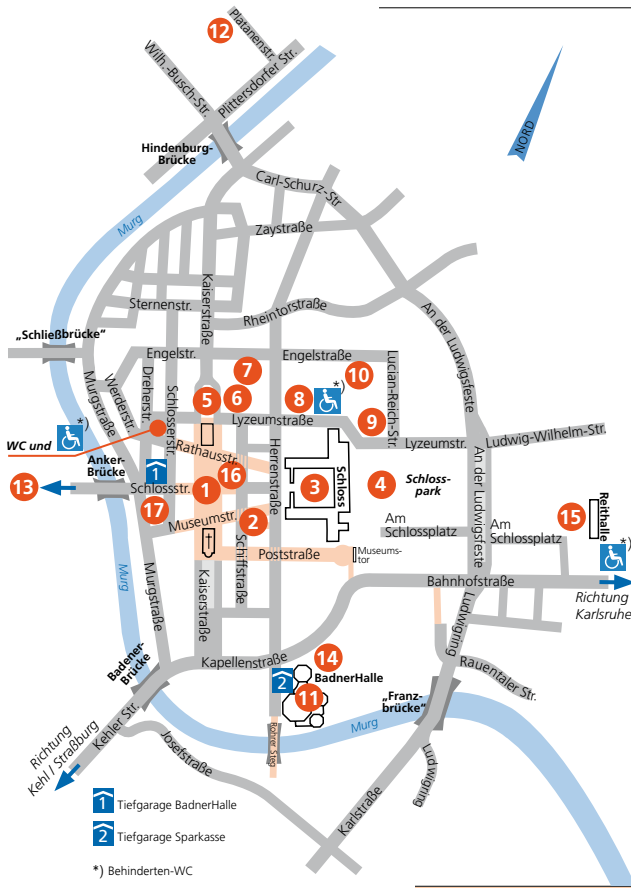 12
Platanenstr.
Wilh.-Busch-Str.
Plittersdorfer Str.
NORD
Hindenburg-
Brücke
Carl-Schurz-Str
Murg
Zaystraße
Kaiserstraße
Sternenstr.
Rheintorstraße
An der Ludwigsfeste
„Schließbrücke“
Engelstr.
Engelstraße
7
10
Lucian-Reich-Str.
Murgstraße
Werderstr.
Dreherstr.
Schlosserstr.
5
6
8
*)
9
Lyzeumstraße
Lyzeumstr.
Ludwig-Wilhelm-Str.
*)
WC und
Rathausstr.
Herrenstraße
Anker-
Brücke
1
16
Schloss
13
Schlossstr.
1
3
4
Schloss-
park
An der Ludwigsfeste
17
Museumstr.
2
15
Reithalle
Am
Schlossplatz
Am
Schlossplatz
*)
Schiffstraße
Poststraße
Museums-
tor
Murg
Murgstraße
Kaiserstraße
Bahnhofstraße
Richtung
Karlsruhe
Ludwigring
Badener-
Brücke
Kapellenstraße
14
BadnerHalle
2
11
Rauentaler Str.
„Franz-
brücke“
Kehler Str.
Richtung
Kehl / Straßburg
Josefstraße
Rohrer Steg
Murg
Ludwigring
Karlstraße
1 Tiefgarage BadnerHalle
2 Tiefgarage Sparkasse
*) Behinderten-WC